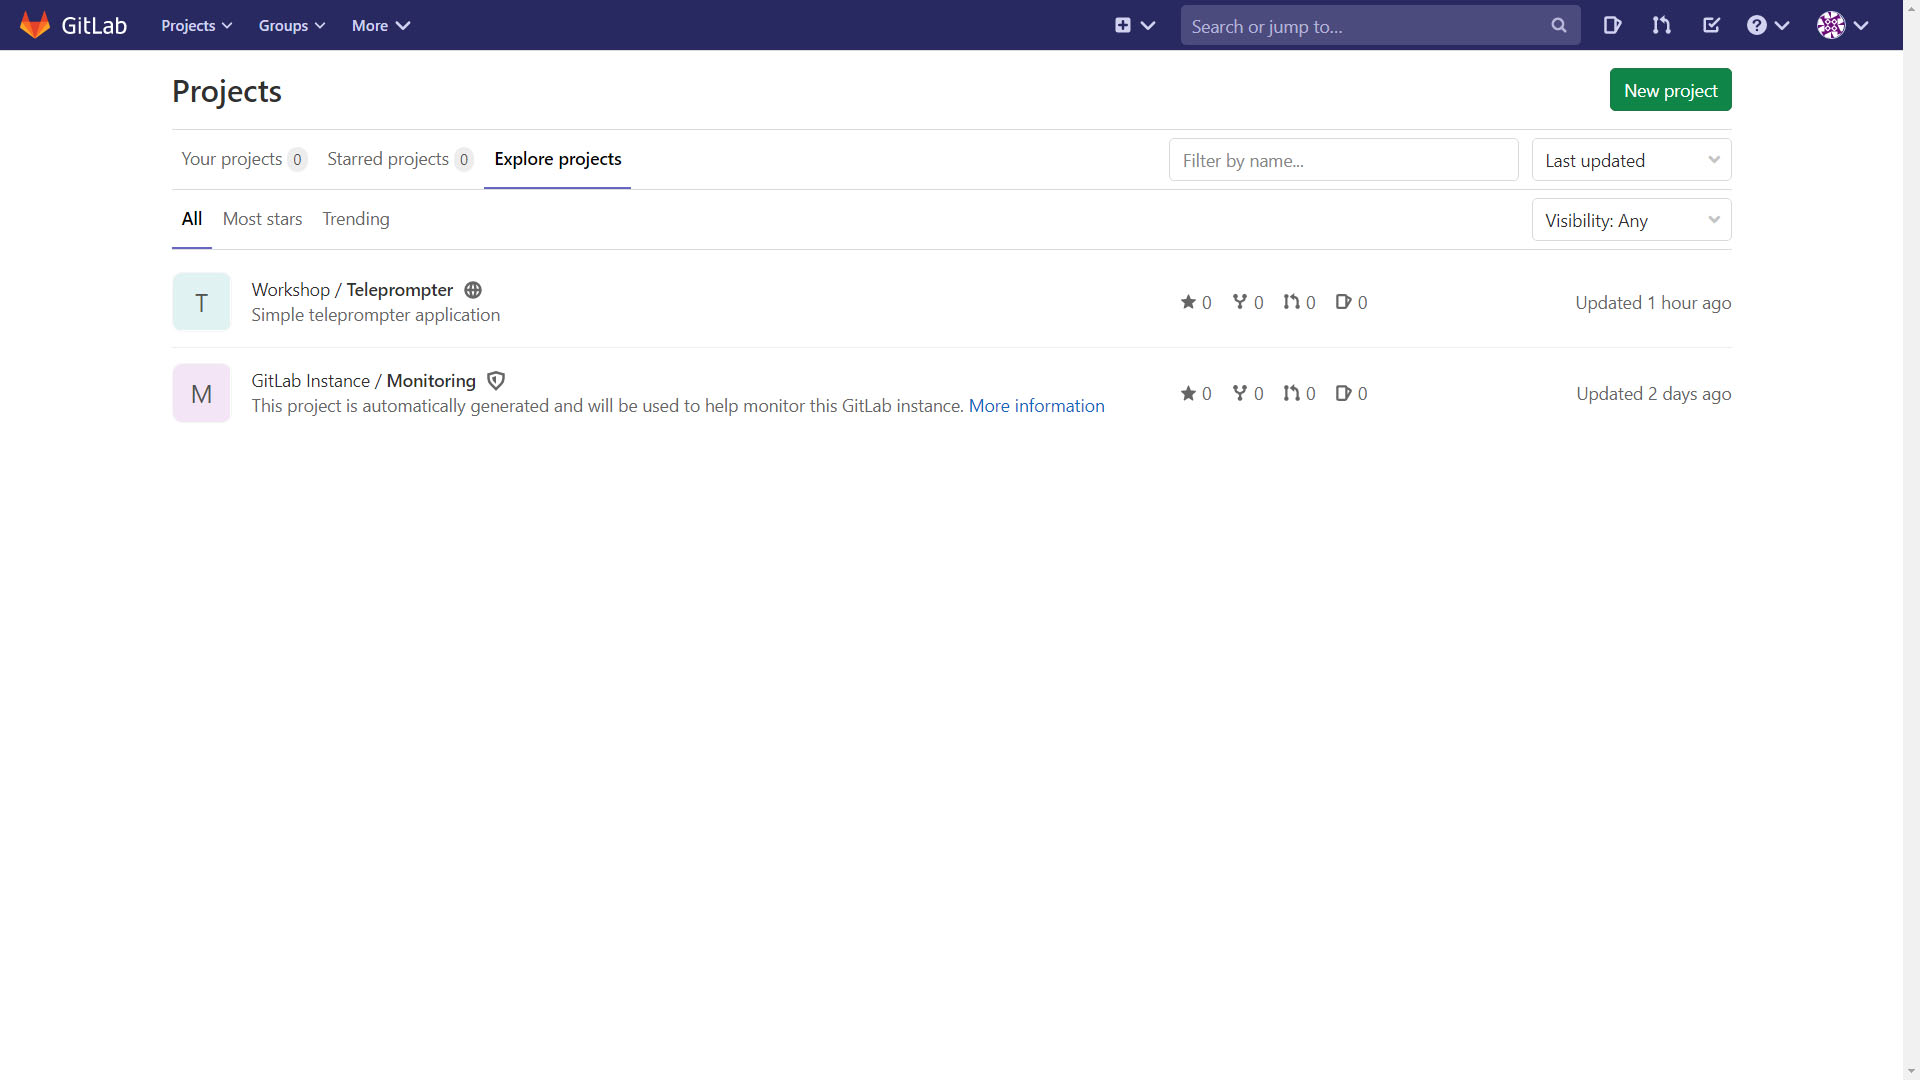 GitLab Projects Groups More Search or jump to...
Projects
New project
Your projects 0 Starred projects 0 Explore projects Filter by name... Last updated
All Most stars Trending Visibility: Any
T Workshop / Teleprompter 0 0 0 0 Updated 1 hour ago
Simple teleprompter application
M GitLab Instance / Monitoring 0 0 0 0 Updated 2 days ago
This project is automatically generated and will be used to help monitor this GitLab instance. More information